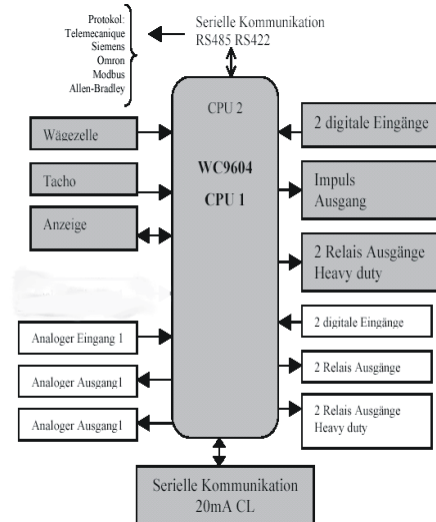 Protokol:
Telemecanique
Siemens
Omron
Modbus
Allen-Bradley
Serielle Kommunikation
RS485 RS422
CPU 2
WC9604
CPU 1
Wägezelle
Tacho
Anzeige
Analoger Eingang 1
Analoger Ausgang1
Analoger Ausgang1
2 digitale Eingänge
Impuls
Ausgang
2 Relais Ausgänge
Heavy duty
2 digitale Eingänge
2 Relais Ausgänge
2 Relais Ausgänge
Heavy duty
Serielle Kommunikation
20mA CL